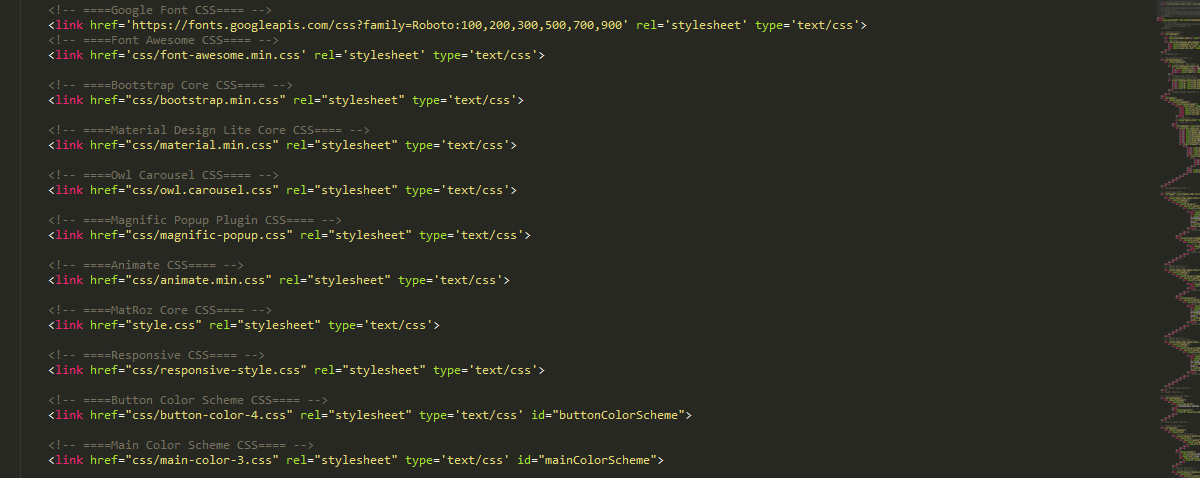 <!-- ====Google Font CSS==== -->
<link href='https://fonts.googleapis.com/css?family=Roboto:100,200,300,500,700,900' rel='stylesheet' type='text/css'>
<!-- ====Font Awesome CSS==== -->
<link href='css/font-awesome.min.css' rel='stylesheet' type='text/css'>
<!-- ====Bootstrap Core CSS==== -->
<link href="css/bootstrap.min.css" rel="stylesheet" type='text/css'>
<!-- ====Material Design Lite Core CSS==== -->
<link href="css/material.min.css" rel="stylesheet" type='text/css'>
<!-- ====Owl Carousel CSS==== -->
<link href="css/owl.carousel.css" rel="stylesheet" type='text/css'>
<!-- ====Magnific Popup Plugin CSS==== -->
<link href="css/magnific-popup.css" rel="stylesheet" type='text/css'>
<!-- ====Animate CSS==== -->
<link href="css/animate.min.css" rel="stylesheet" type='text/css'>
<!-- ====MatRoz Core CSS==== -->
<link href="style.css" rel="stylesheet" type='text/css'>
<!-- ====Responsive CSS==== -->
<link href="css/responsive-style.css" rel="stylesheet" type='text/css'>
<!-- ====Button Color Scheme CSS==== -->
<link href="css/button-color-4.css" rel="stylesheet" type='text/css' id="buttonColorScheme">
<!-- ====Main Color Scheme CSS==== -->
<link href="css/main-color-3.css" rel="stylesheet" type='text/css' id="mainColorScheme">